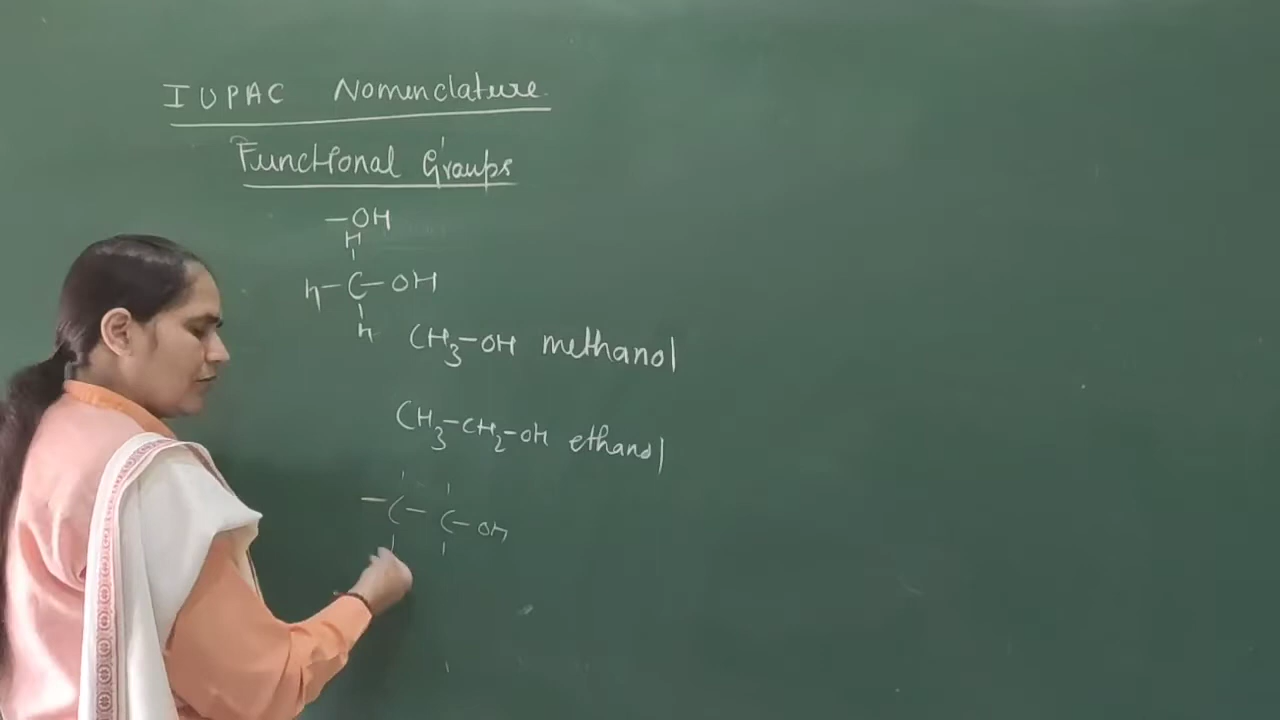 IUPAC Nomenclature
Functional Groups
—OH
H
h—C—OH
h
CH3—OH methanol
CH3—CH2—OH ethanol
—C—C—OH